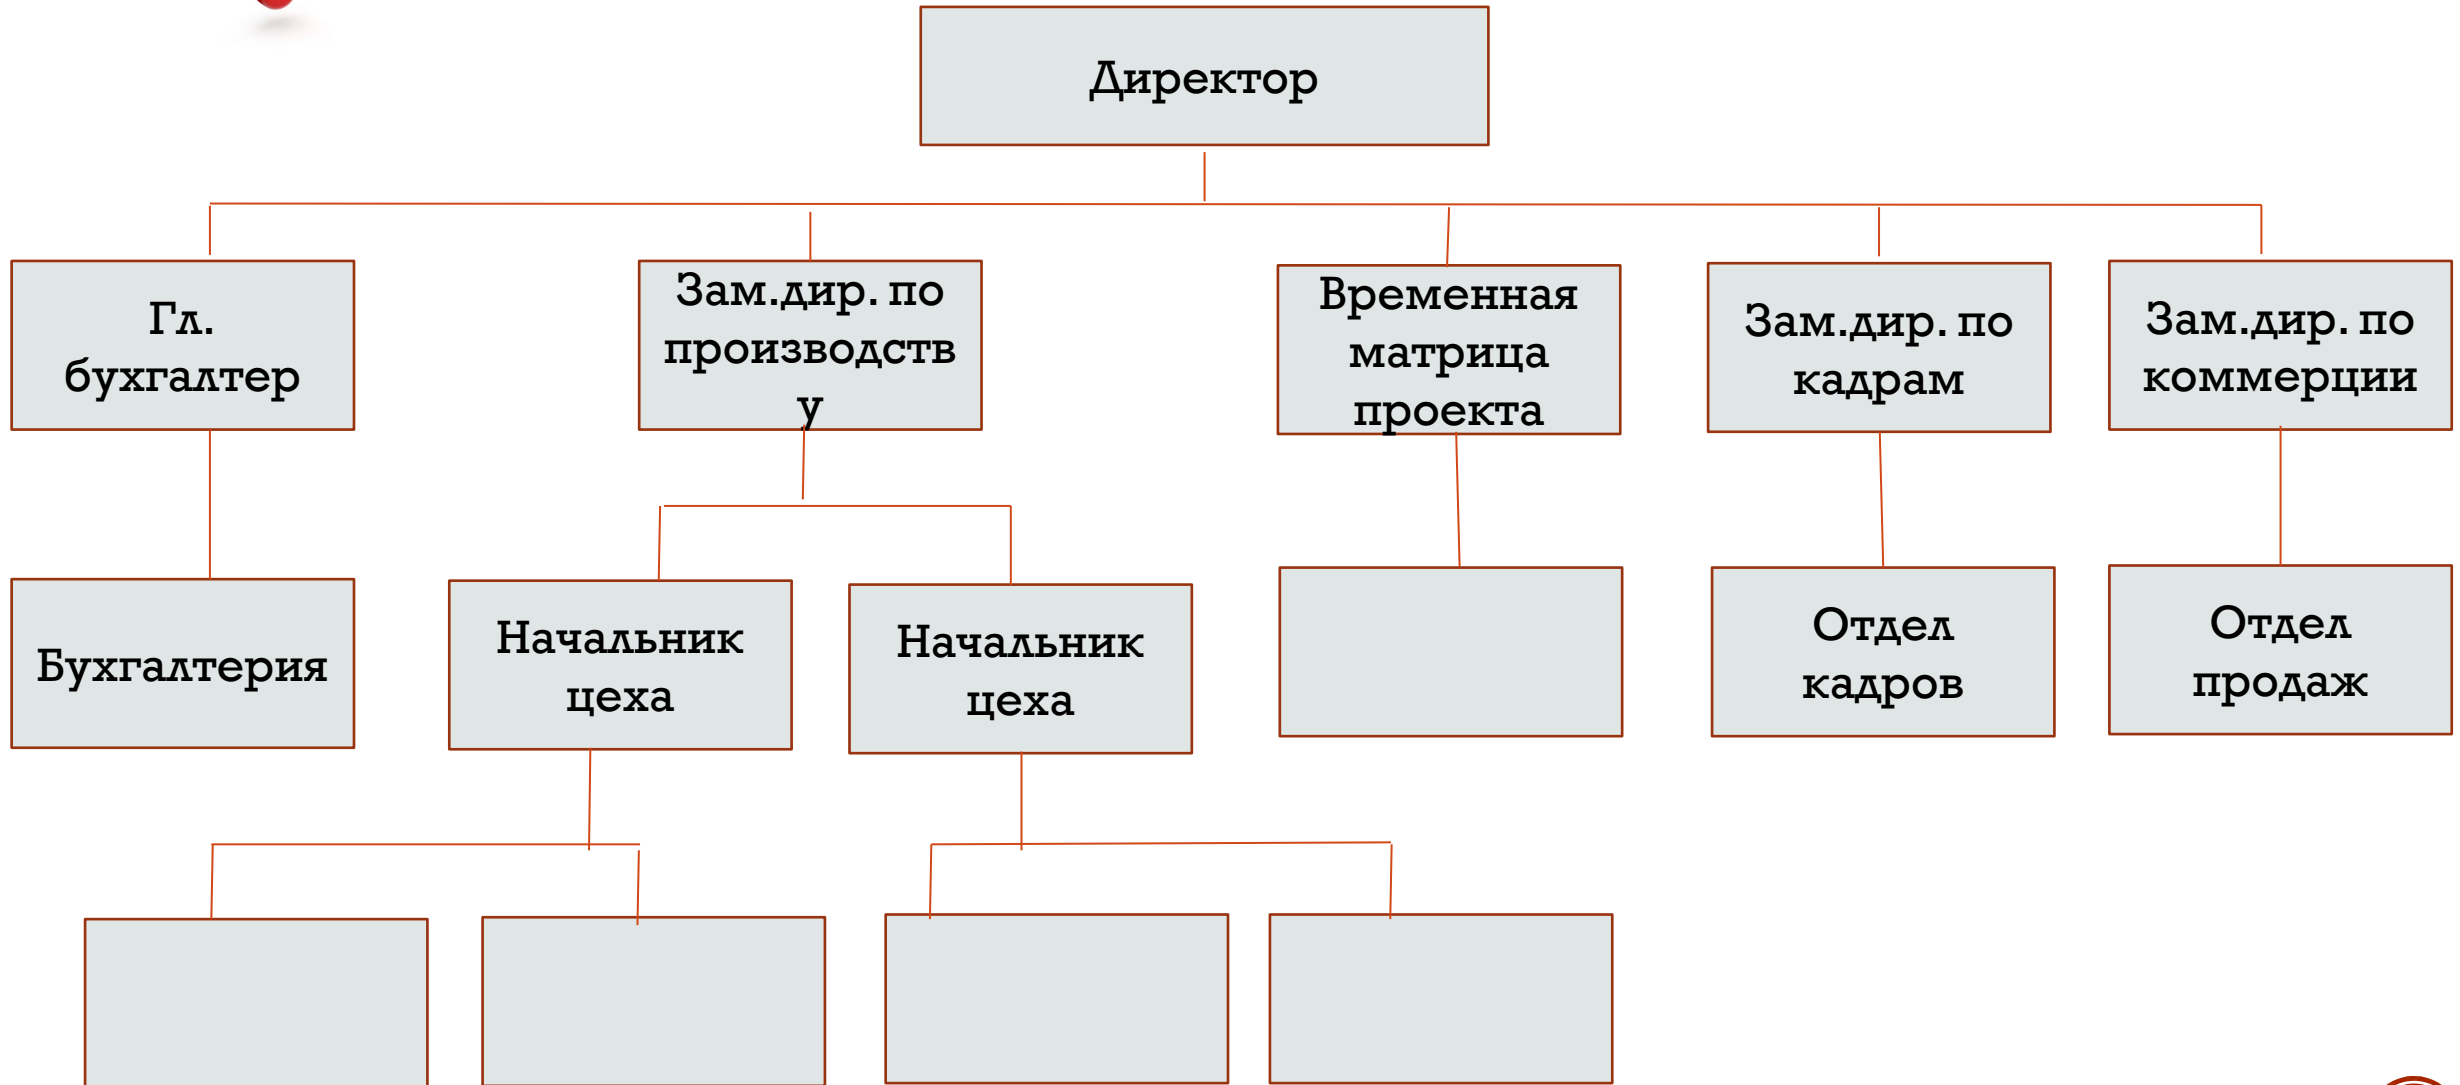 Директор
Гл.
бухгалтер
Зам.дир. по
производств
у
Временная
матрица
проекта
Зам.дир. по
кадрам
Зам.дир. по
коммерции
Бухгалтерия
Начальник
цеха
Начальник
цеха
Отдел
кадров
Отдел
продаж